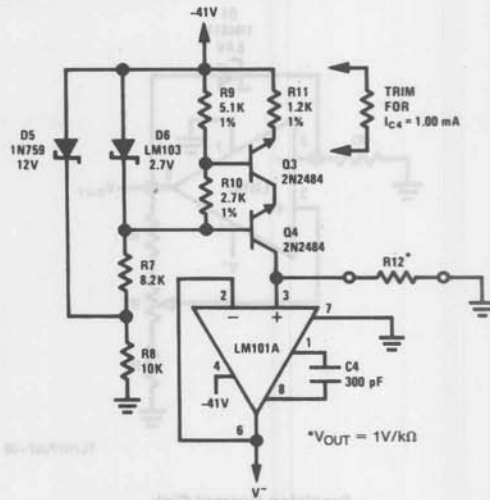 -41V
R9
5.1K
1%
R11
1.2K
1%
TRIM
FOR
IC4 = 1.00 mA
D5
1N759
12V
D6
LM103
2.7V
Q3
2N2484
R10
2.7K
1%
Q4
2N2484
R7
8.2K
R12*
2
3
7
LM101A
1
R8
10K
4
C4
300 pF
-41V
8
6
*VOUT = 1V/kΩ
V-